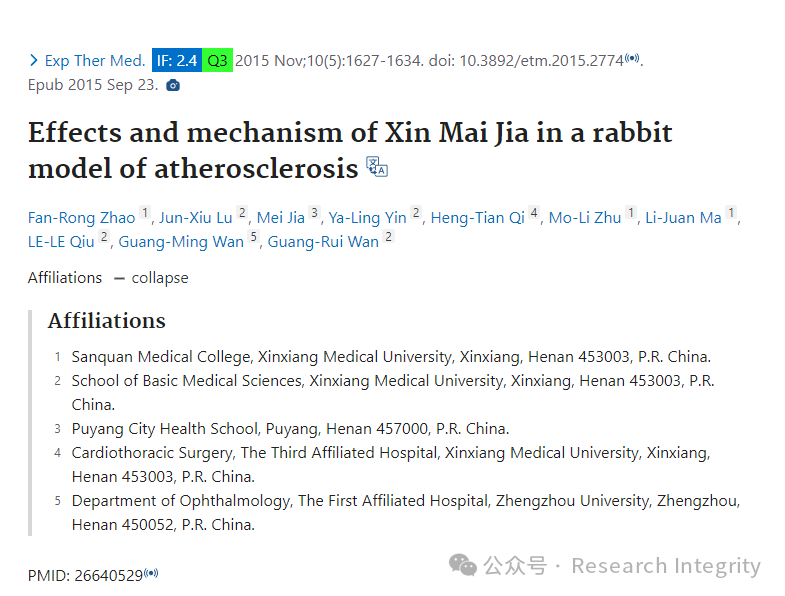 Exp Ther Med. IF: 2.4 Q3 2015 Nov;10(5):1627-1634. doi: 10.3892/etm.2015.2774.
Epub 2015 Sep 23.
Effects and mechanism of Xin Mai Jia in a rabbit
model of atherosclerosis
Fan-Rong Zhao 1, Jun-Xiu Lu 2, Mei Jia 3, Ya-Ling Yin 2, Heng-Tian Qi 4, Mo-Li Zhu 1, Li-Juan Ma 1,
LE-LE Qiu 2, Guang-Ming Wan 5, Guang-Rui Wan 2
Affiliations — collapse
Affiliations
1 Sanquan Medical College, Xinxiang Medical University, Xinxiang, Henan 453003, P.R. China.
2 School of Basic Medical Sciences, Xinxiang Medical University, Xinxiang, Henan 453003, P.R.
China.
3 Puyang City Health School, Puyang, Henan 457000, P.R. China.
4 Cardiothoracic Surgery, The Third Affiliated Hospital, Xinxiang Medical University, Xinxiang,
Henan 453003, P.R. China.
5 Department of Ophthalmology, The First Affiliated Hospital, Zhengzhou University, Zhengzhou,
Henan 450052, P.R. China.
PMID: 26640529
公众号 · Research Integrity